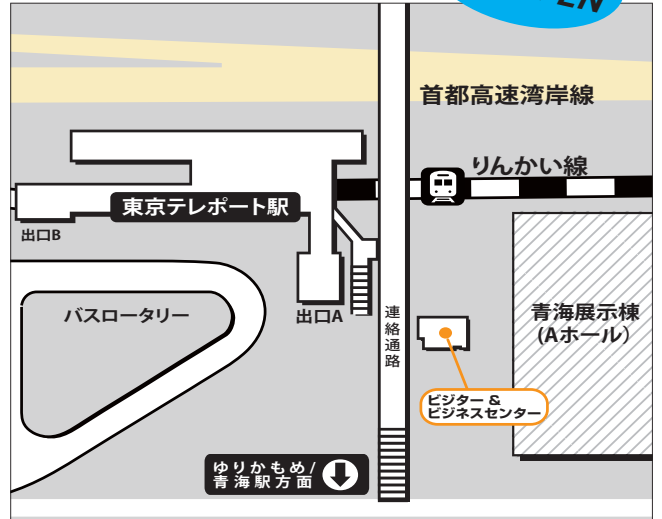 EN
首都高速湾岸線
りんかい線
東京テレポート駅
出口B
バスロータリー
出口A
連絡通路
青海展示棟
(Aホール)
ビジター &
ビジネスセンター
ゆりかもめ/
青海駅方面